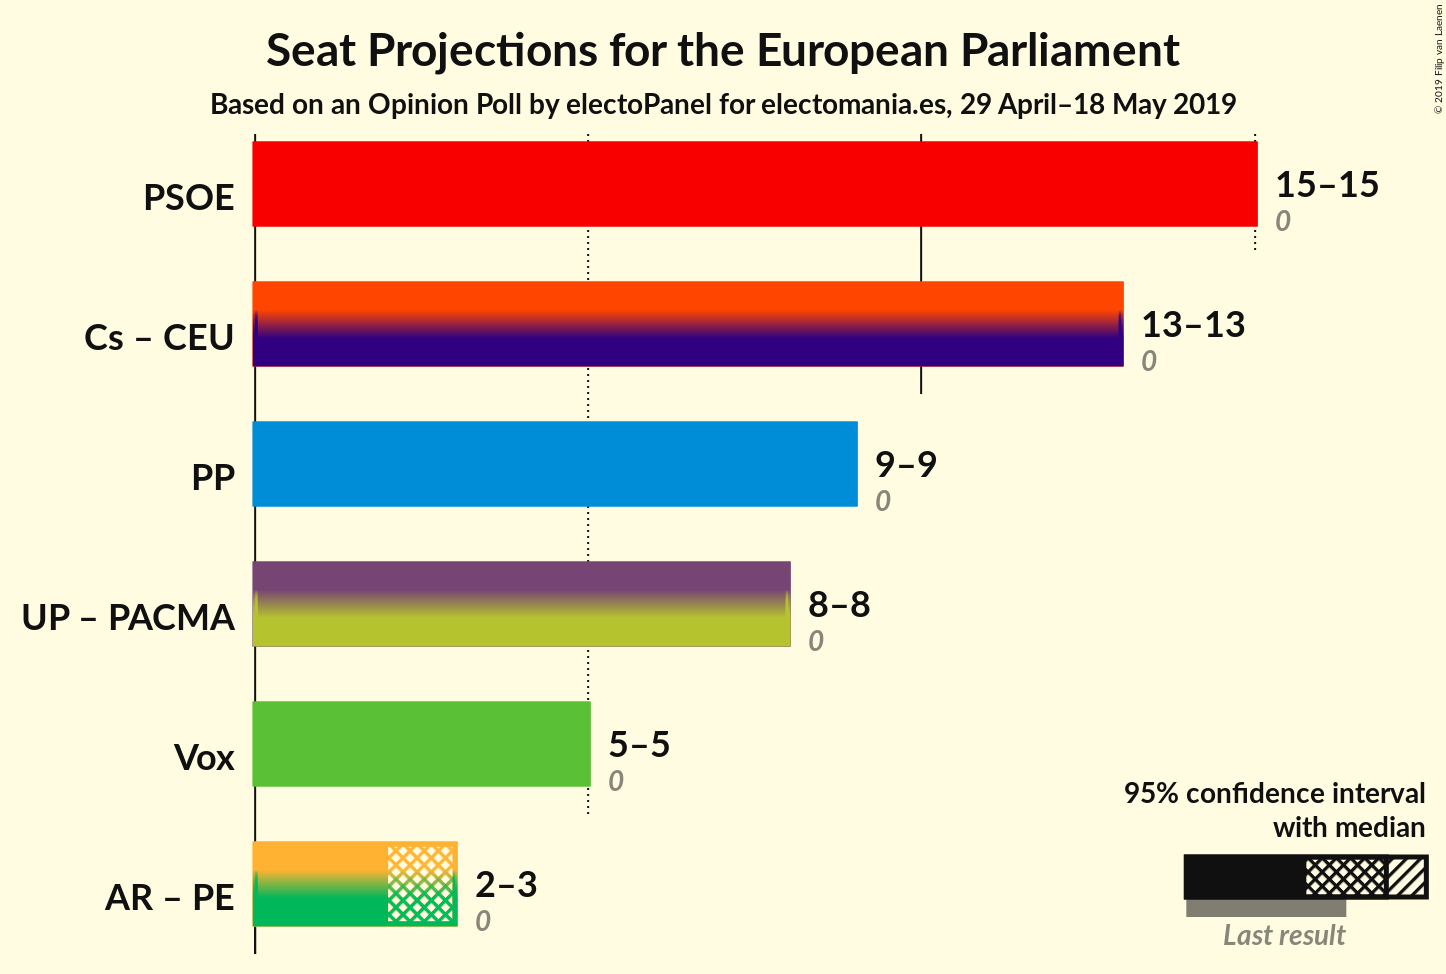 Seat Projections for the European Parliament
Based on an Opinion Poll by electoPanel for electomania.es, 29 April–18 May 2019
© 2019 Filip van Laenen
PSOE
15–15
0
Cs – CEU
13–13
0
PP
9–9
0
UP – PACMA
8–8
0
Vox
5–5
0
AR – PE
2–3
0
95% confidence interval
with median
Last result